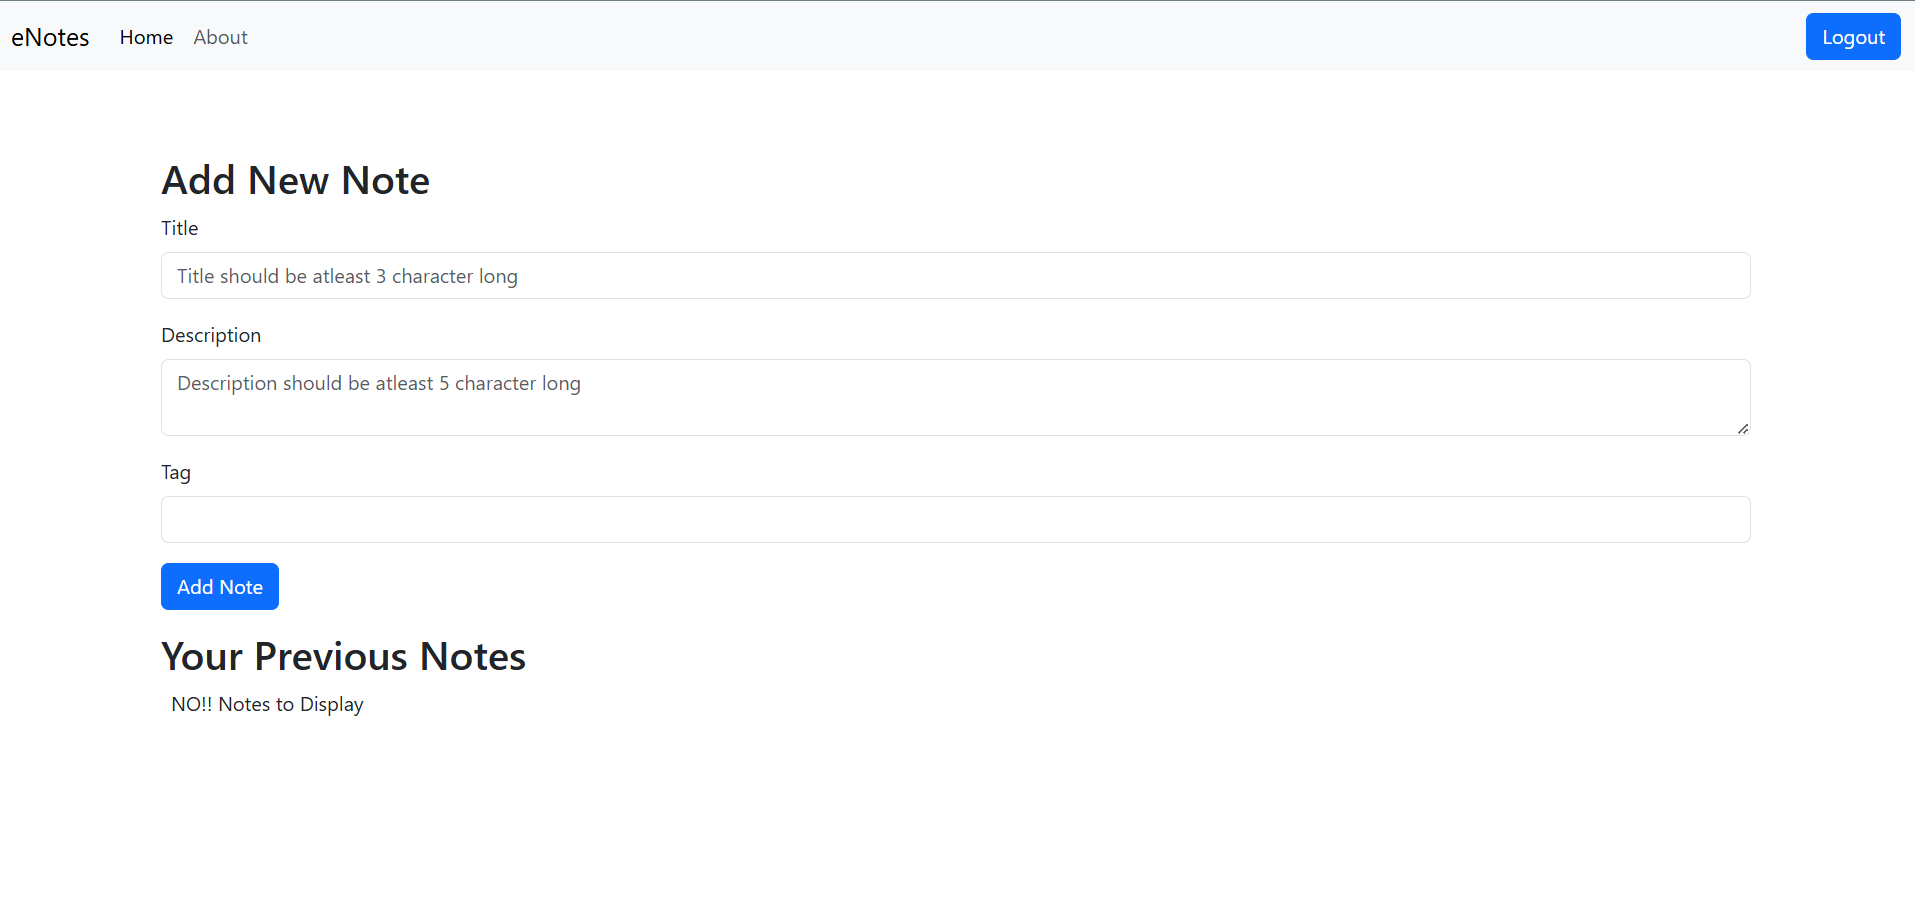 eNotes Home About Logout
Add New Note
Title
Title should be atleast 3 character long
Description
Description should be atleast 5 character long
Tag
Add Note
Your Previous Notes
NO!! Notes to Display